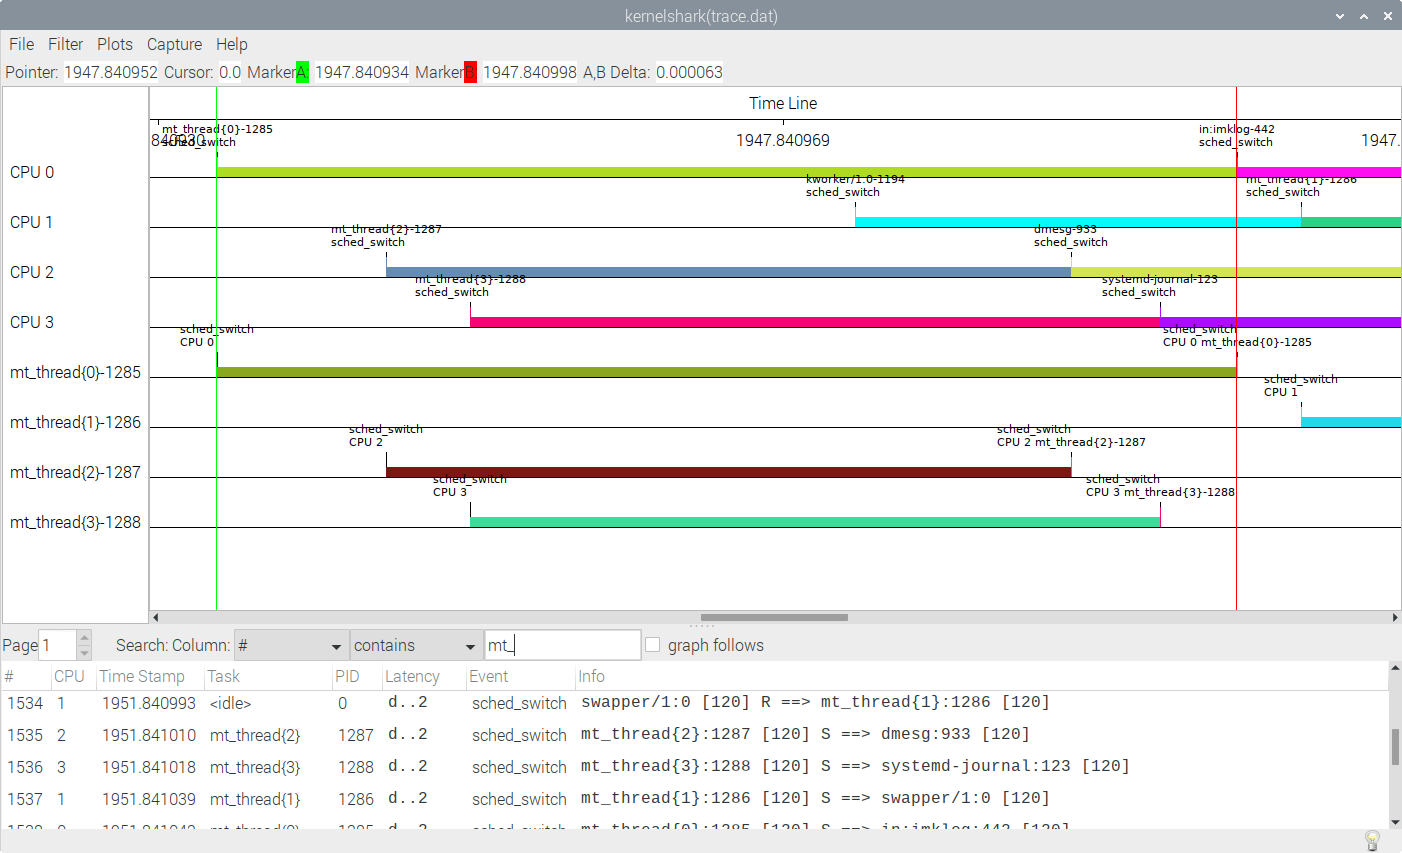 kernelshark(trace.dat)
File Filter Plots Capture Help
Pointer: 1947.840952 Cursor: 0.0 Marker A 1947.840934 Marker B 1947.840998 A,B Delta: 0.000063
Time Line
mt_thread{0}-1285
sched_switch
840930
1947.840969
in:imklog-442
sched_switch
1947.
CPU 0
kworker/1.0-1194
sched_switch
mt_thread{1}-1286
sched_switch
CPU 1
mt_thread{2}-1287
sched_switch
dmesg-933
sched_switch
CPU 2
mt_thread{3}-1288
sched_switch
systemd-journal-123
sched_switch
CPU 3
sched_switch
CPU 0
sched_switch
CPU 0 mt_thread{0}-1285
mt_thread{0}-1285
sched_switch
CPU 1
mt_thread{1}-1286
sched_switch
CPU 2
sched_switch
CPU 2 mt_thread{2}-1287
mt_thread{2}-1287
sched_switch
CPU 3
sched_switch
CPU 3 mt_thread{3}-1288
mt_thread{3}-1288
Page 1 Search: Column: # contains mt_ graph follows
# CPU Time Stamp Task PID Latency Event Info
1534 1 1951.840993 <idle> 0 d..2 sched_switch swapper/1:0 [120] R ==> mt_thread{1}:1286 [120]
1535 2 1951.841010 mt_thread{2} 1287 d..2 sched_switch mt_thread{2}:1287 [120] S ==> dmesg:933 [120]
1536 3 1951.841018 mt_thread{3} 1288 d..2 sched_switch mt_thread{3}:1288 [120] S ==> systemd-journal:123 [120]
1537 1 1951.841039 mt_thread{1} 1286 d..2 sched_switch mt_thread{1}:1286 [120] S ==> swapper/1:0 [120]
mt_thread{0} 1285 d..2 sched_switch mt_thread{0}:1285 [120] S ==> in:imklog:442 [120]